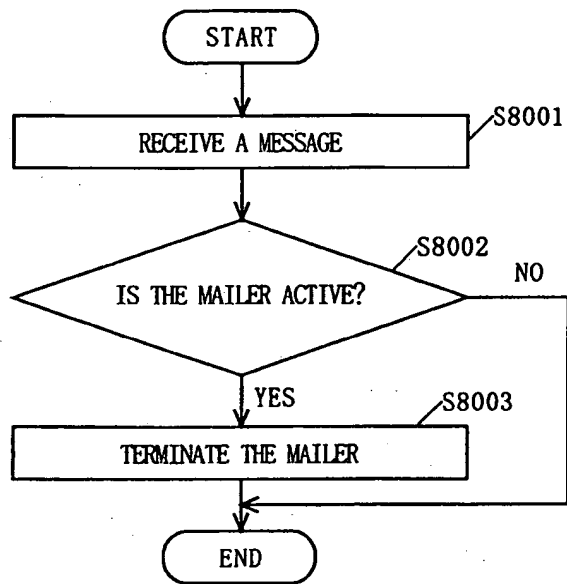 START
S8001
RECEIVE A MESSAGE
S8002
IS THE MAILER ACTIVE?
NO
YES
S8003
TERMINATE THE MAILER
END